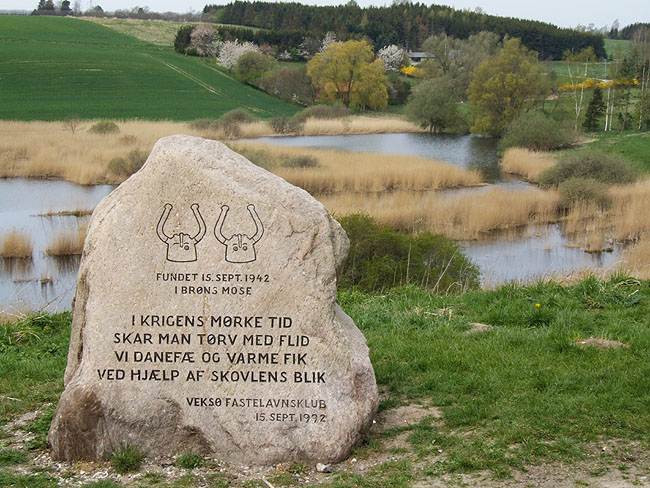 FUNDET 15. SEPT. 1942
I BRØNS MOSE
I KRIGENS MØRKE TID
SKAR MAN TØRV MED FLID
VI DANEFÆ OG VARME FIK
VED HJÆLP AF SKOVLENS BLIK
VEKSØ FASTELAVNSKLUB
15. SEPT. 1992